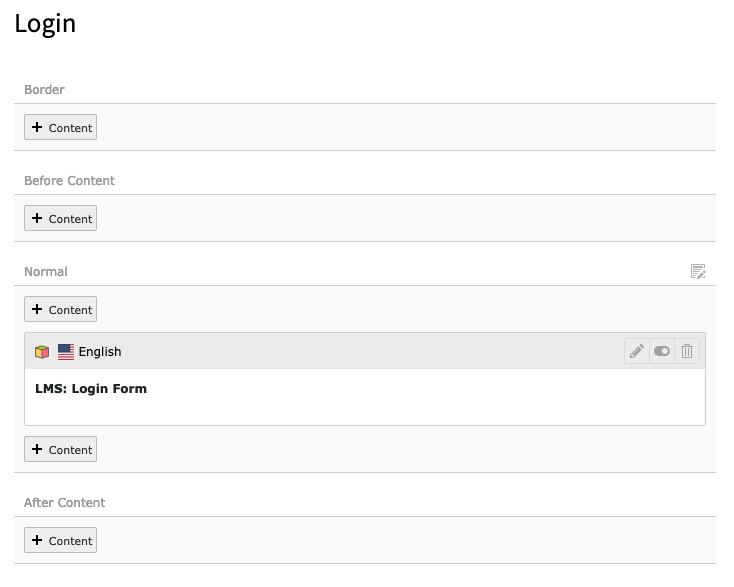 Login
Border
+ Content
Before Content
+ Content
Normal
+ Content
English
LMS: Login Form
+ Content
After Content
+ Content